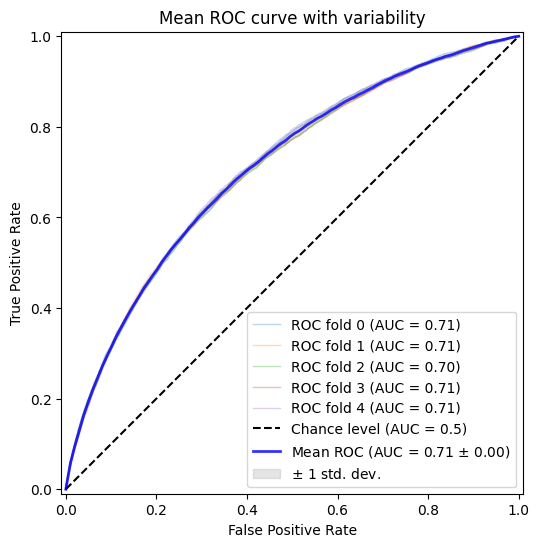 Mean ROC curve with variability
1.0
0.8
0.6
0.4
0.2
0.0
True Positive Rate
ROC fold 0 (AUC = 0.71)
ROC fold 1 (AUC = 0.71)
ROC fold 2 (AUC = 0.70)
ROC fold 3 (AUC = 0.71)
ROC fold 4 (AUC = 0.71)
Chance level (AUC = 0.5)
Mean ROC (AUC = 0.71 ± 0.00)
± 1 std. dev.
0.0 0.2 0.4 0.6 0.8 1.0
False Positive Rate